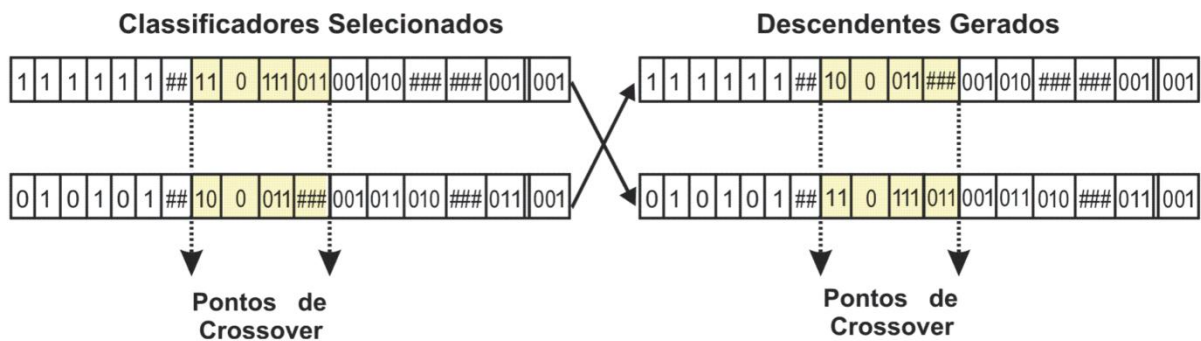 Classificadores Selecionados
Descendentes Gerados
1 1 1 1 1 1 ## 11 0 111 011 001 010 ### ### 001 001
1 1 1 1 1 1 ## 10 0 011 ### 001 010 ### ### 001 001
0 1 0 1 0 1 ## 10 0 011 ### 001 011 010 ### 011 001
0 1 0 1 0 1 ## 11 0 111 011 001 011 010 ### 011 001
Pontos de
Crossover
Pontos de
Crossover